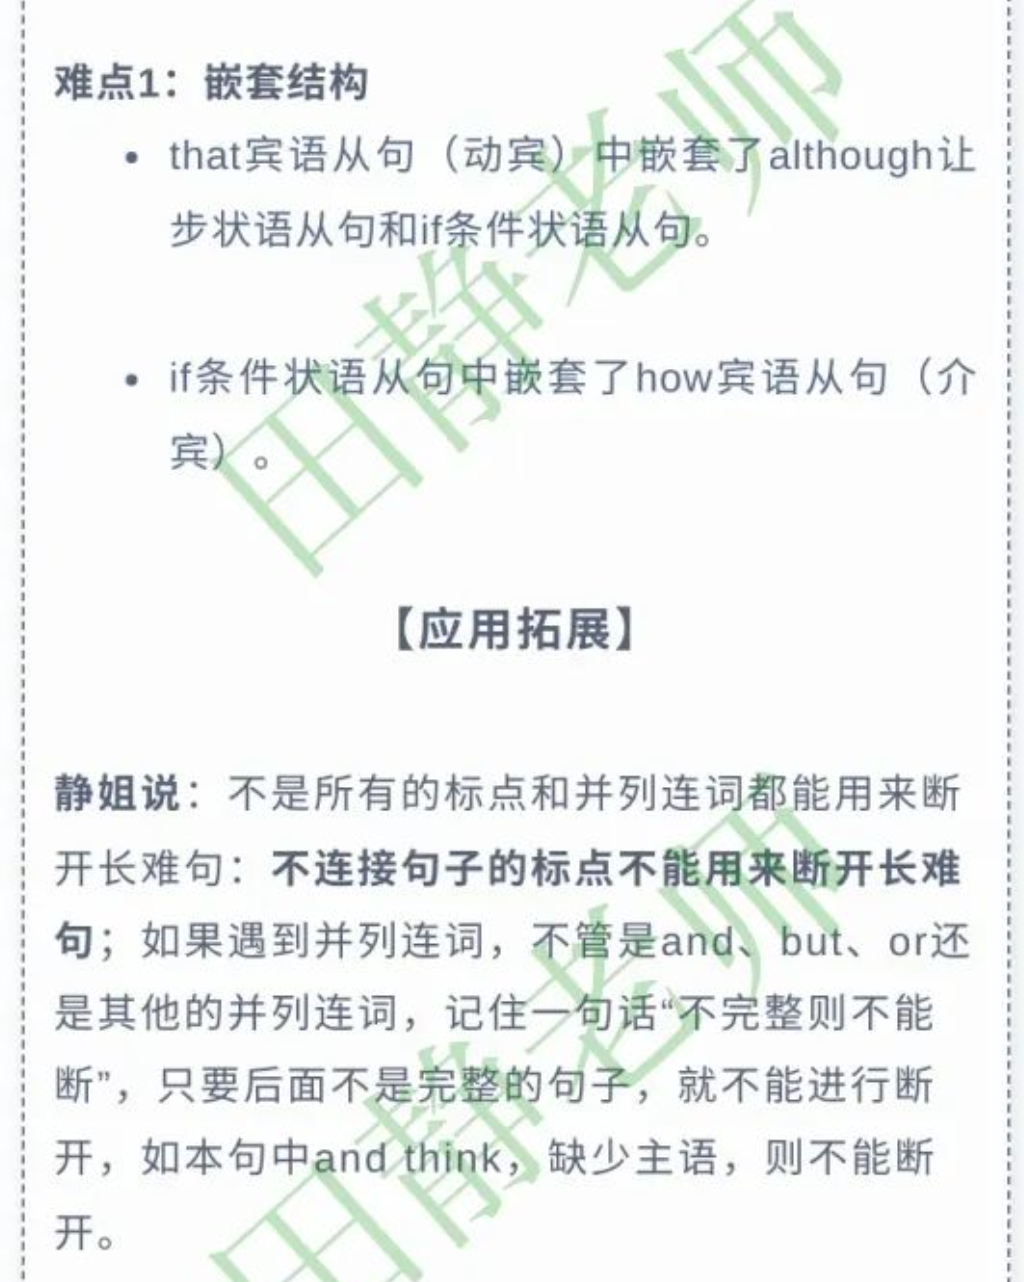 难点1：嵌套结构
• that宾语从句（动宾）中嵌套了although让
步状语从句和if条件状语从句。
• if条件状语从句中嵌套了how宾语从句（介
宾）。
【应用拓展】
静姐说：不是所有的标点和并列连词都能用来断
开长难句：不连接句子的标点不能用来断开长难
句；如果遇到并列连词，不管是and、but、or还
是其他的并列连词，记住一句话“不完整则不能
断”，只要后面不是完整的句子，就不能进行断
开，如本句中and think，缺少主语，则不能断
开。
田静老师
田静老师